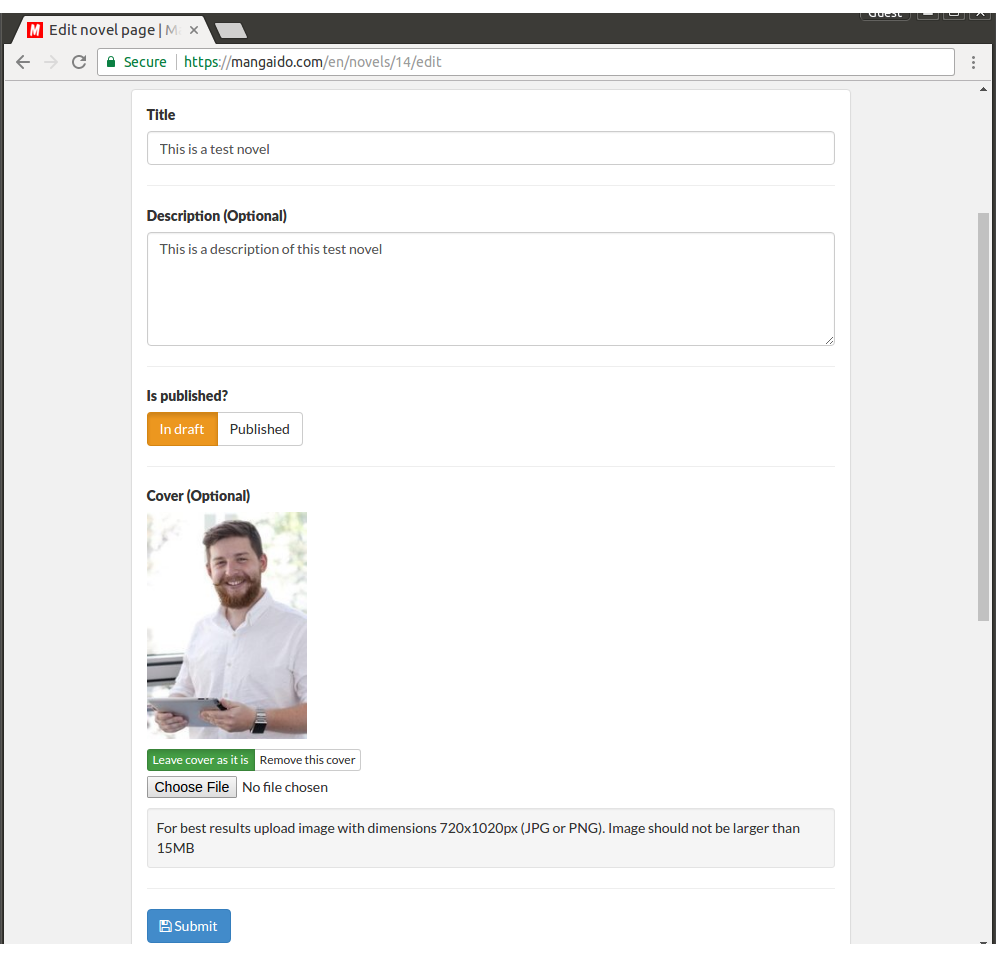 Guest
M Edit novel page | M
Secure | https://mangaido.com/en/novels/14/edit
Title
This is a test novel
Description (Optional)
This is a description of this test novel
Is published?
In draft Published
Cover (Optional)
Leave cover as it is Remove this cover
Choose File No file chosen
For best results upload image with dimensions 720x1020px (JPG or PNG). Image should not be larger than
15MB
Submit